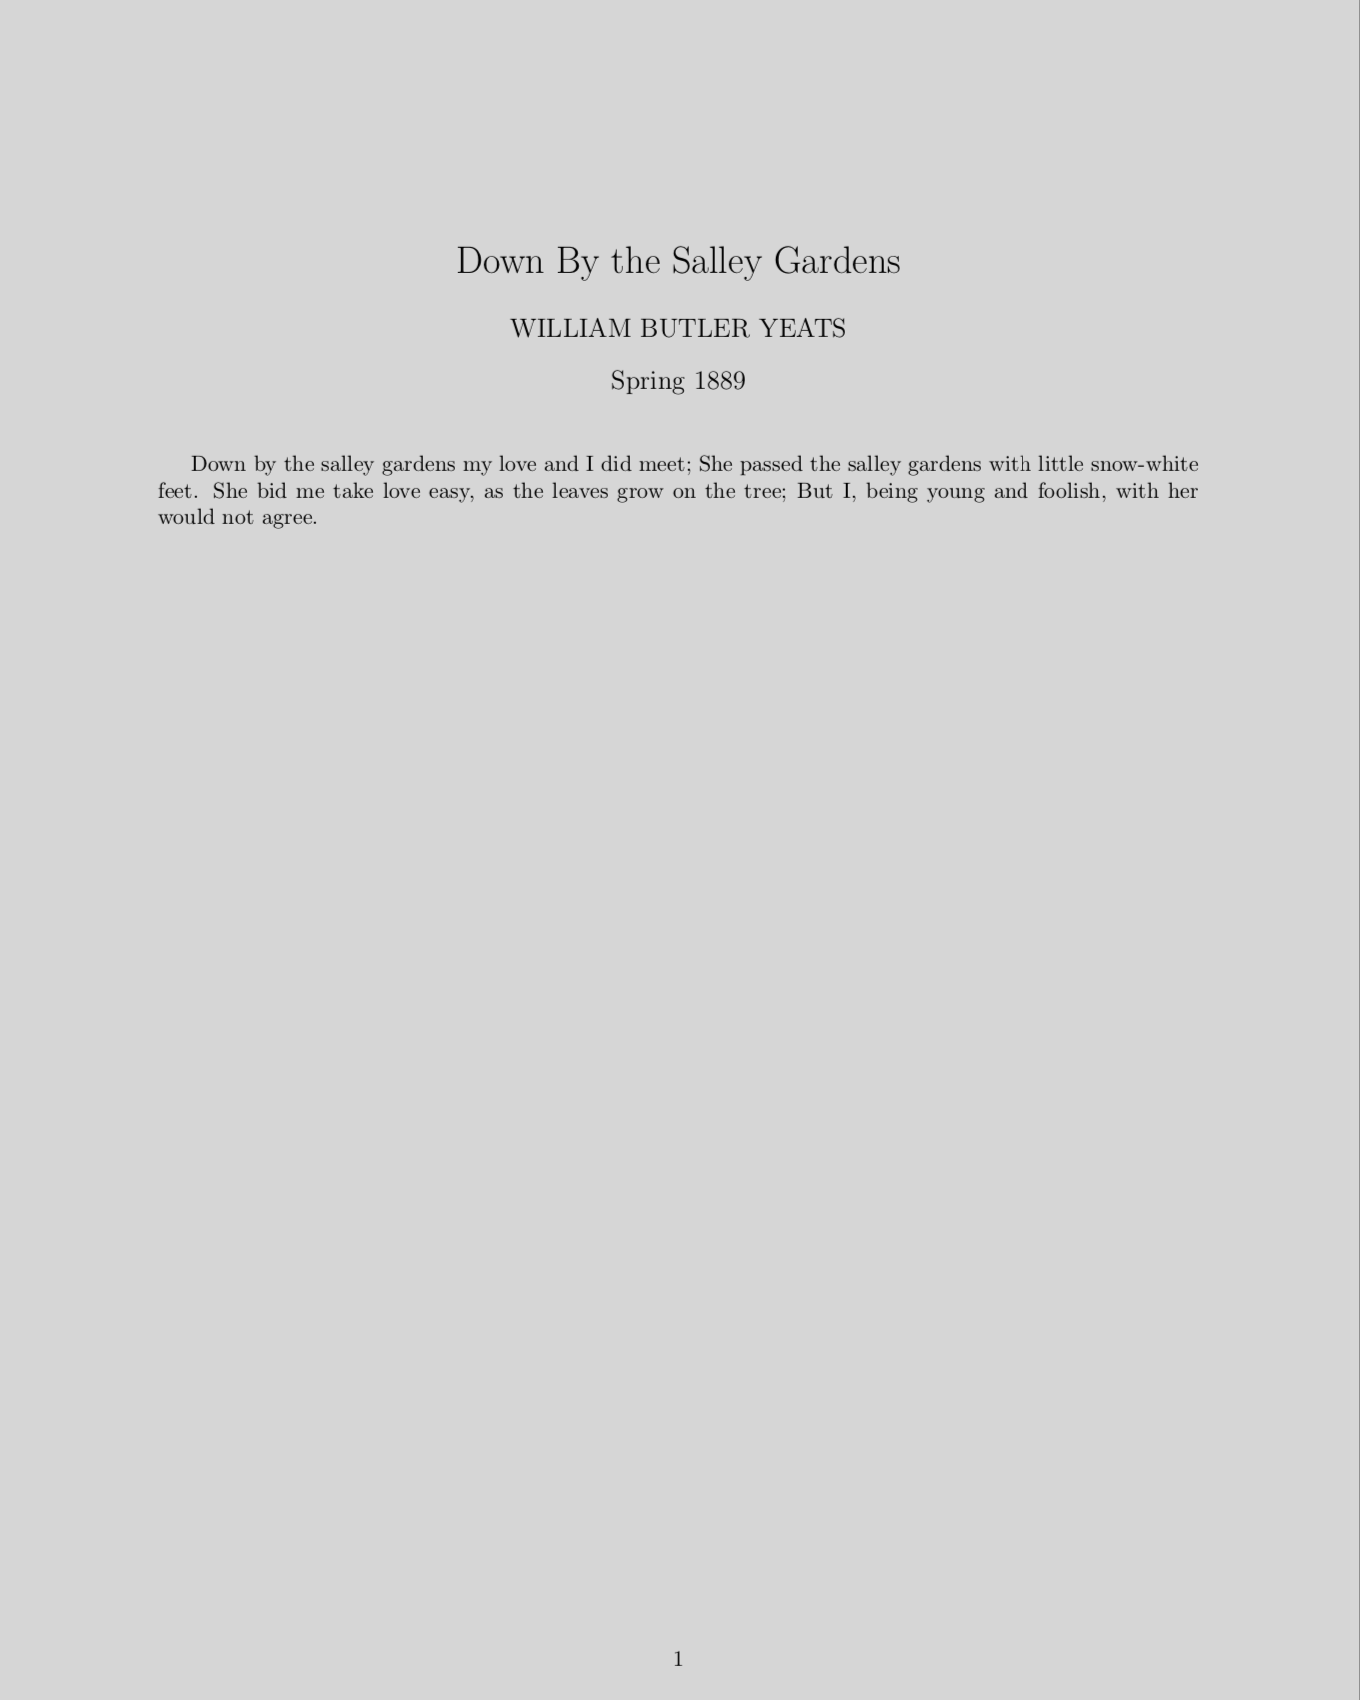 Down By the Salley Gardens
WILLIAM BUTLER YEATS
Spring 1889
Down by the salley gardens my love and I did meet; She passed the salley gardens with little snow-white
feet. She bid me take love easy, as the leaves grow on the tree; But I, being young and foolish, with her
would not agree.
1